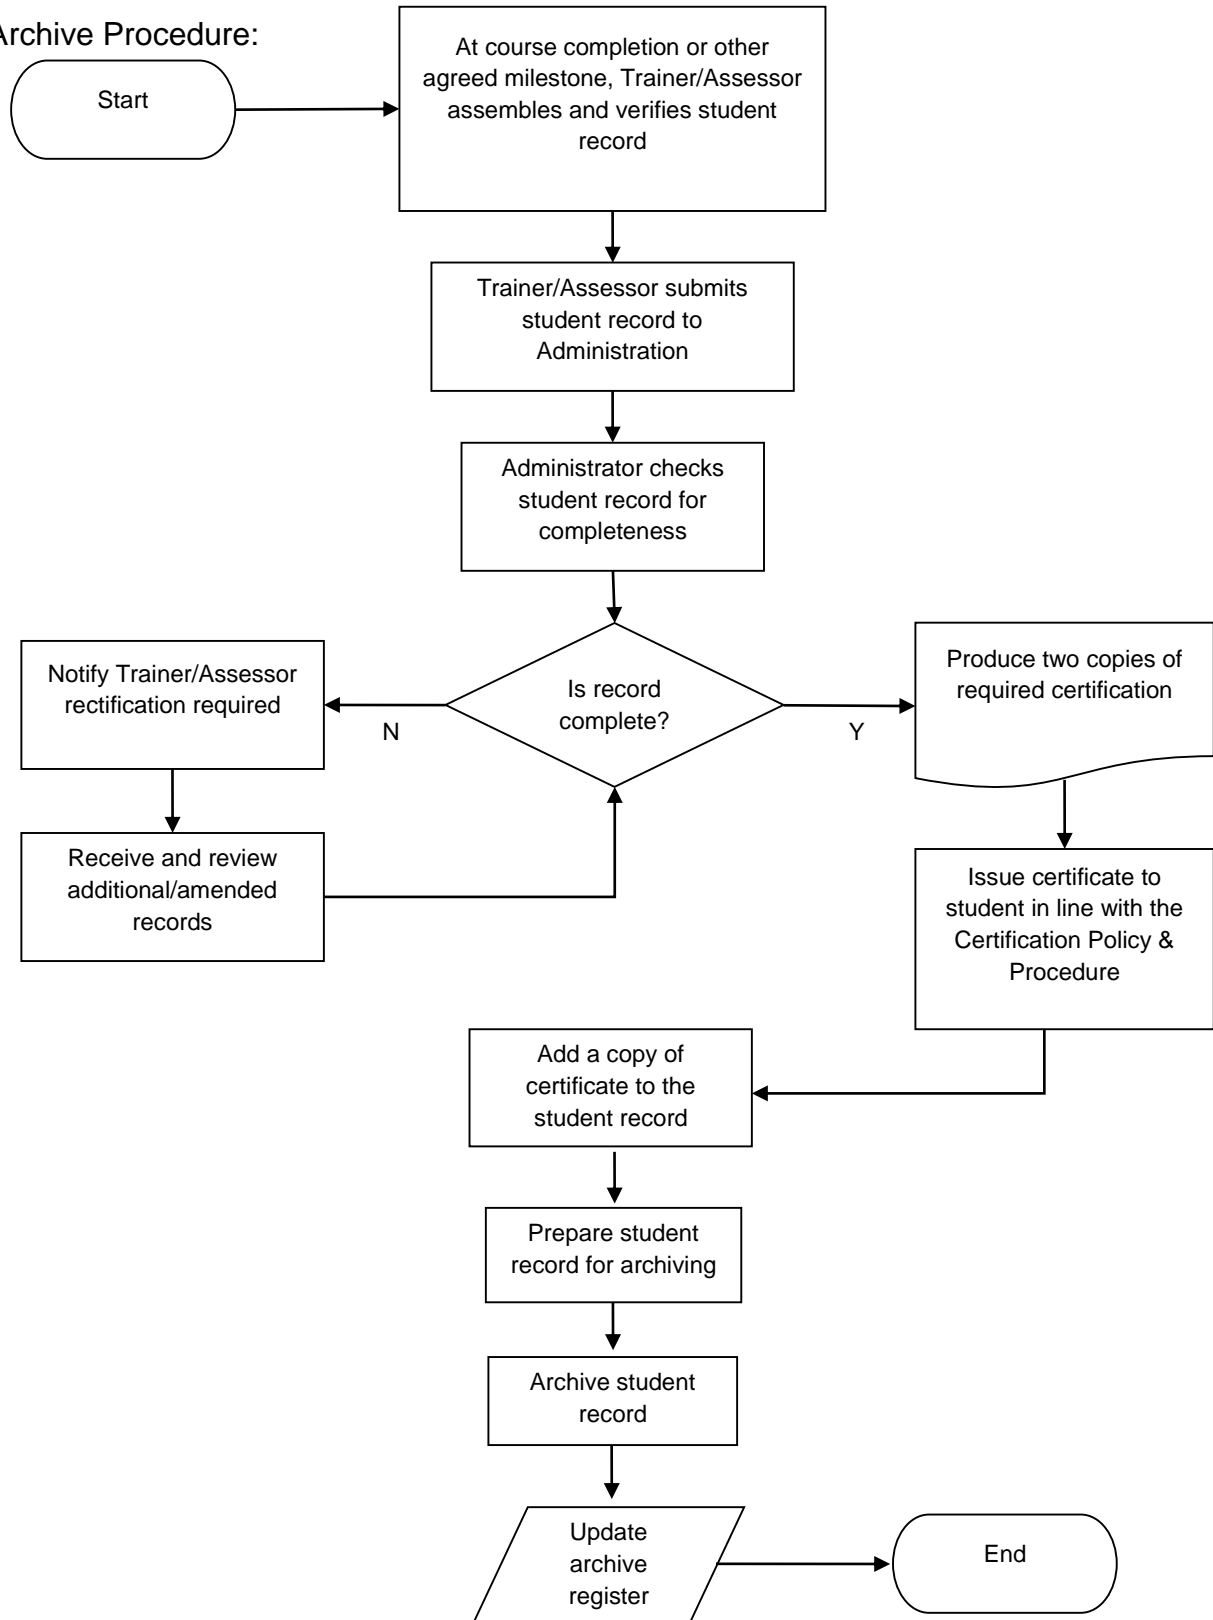 Archive Procedure:
Start
At course completion or other
agreed milestone, Trainer/Assessor
assembles and verifies student
record
Trainer/Assessor submits
student record to
Administration
Administrator checks
student record for
completeness
Is record
complete?
N
Y
Notify Trainer/Assessor
rectification required
Receive and review
additional/amended
records
Produce two copies of
required certification
Issue certificate to
student in line with the
Certification Policy &
Procedure
Add a copy of
certificate to the
student record
Prepare student
record for archiving
Archive student
record
Update
archive
register
End